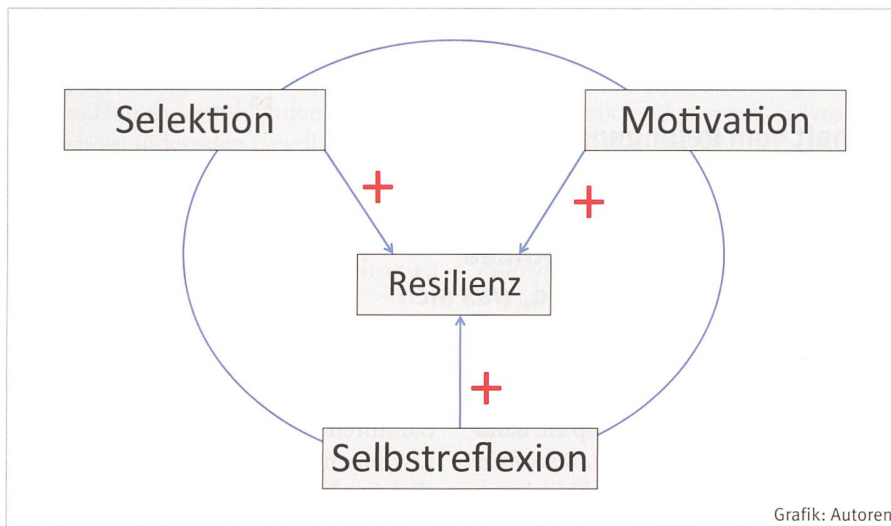 Selektion
Motivation
+
+
Resilienz
+
Selbstreflexion
Grafik: Autoren